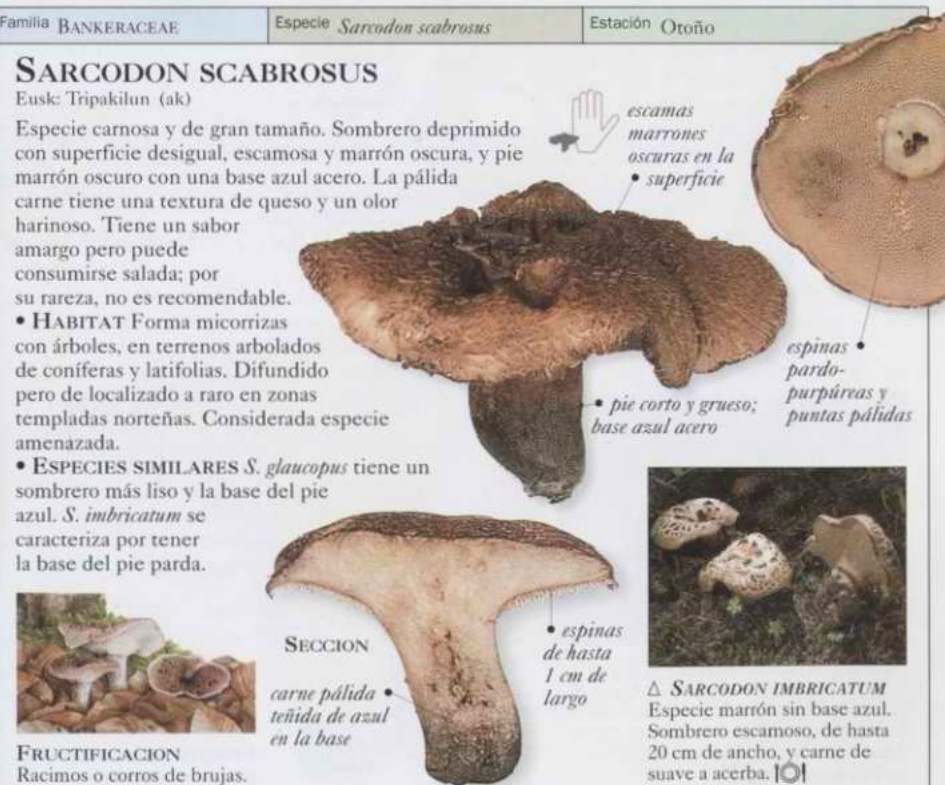 Familia BANKERACEAE
Especie Sarcodon scabrosus
Estación Otoño
SARCODON SCABROSUS
Eusk: Tripakilun (ak)
Especie carnosa y de gran tamaño. Sombrero deprimido
con superficie desigual, escamosa y marrón oscura, y pie
marrón oscuro con una base azul acero. La pálida
carne tiene una textura de queso y un olor
harinoso. Tiene un sabor
amargo pero puede
consumirse salada; por
su rareza, no es recomendable.
• HABITAT Forma micorrizas
con árboles, en terrenos arbolados
de coníferas y latifolias. Difundido
pero de localizado a raro en zonas
templadas norteñas. Considerada especie
amenazada.
• ESPECIES SIMILARES S. glaucopus tiene un
sombrero más liso y la base del pie
azul. S. imbricatum se
caracteriza por tener
la base del pie parda.
escamas
marrones
oscuras en la
• superficie
espinas •
pardo-
purpúreas y
puntas pálidas
• pie corto y grueso;
base azul acero
SECCION
carne pálida •
teñida de azul
en la base
• espinas
de hasta
1 cm de
largo
FRUCTIFICACION
Racimos o corros de brujas.
△ SARCODON IMBRICATUM
Especie marrón sin base azul.
Sombrero escamoso, de hasta
20 cm de ancho, y carne de
suave a acerba.